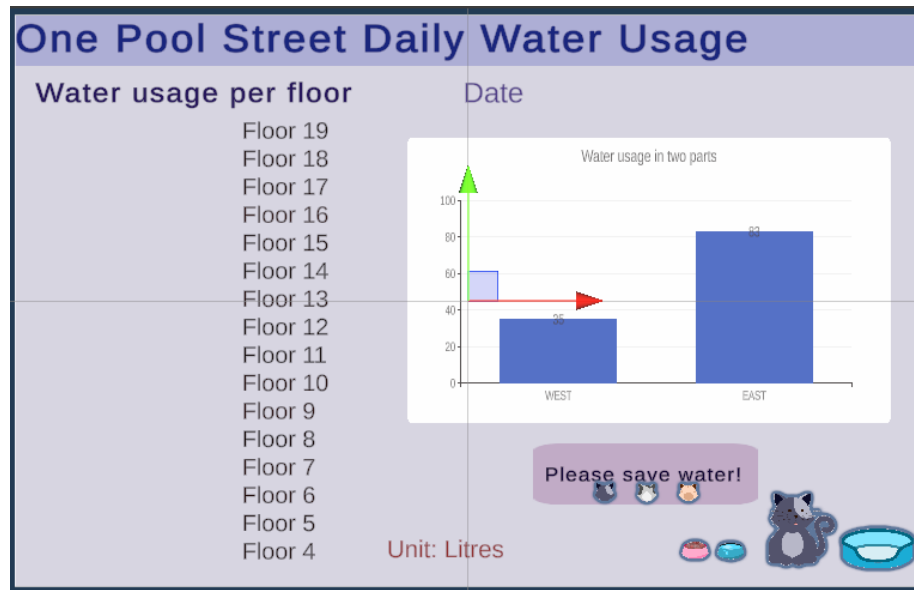 One Pool Street Daily Water Usage
Water usage per floor
Date
Floor 19
Floor 18
Floor 17
Floor 16
Floor 15
Floor 14
Floor 13
Floor 12
Floor 11
Floor 10
Floor 9
Floor 8
Floor 7
Floor 6
Floor 5
Floor 4
Water usage in two parts
100
80
60
40
20
0
35
83
WEST
EAST
Please save water!
Unit: Litres